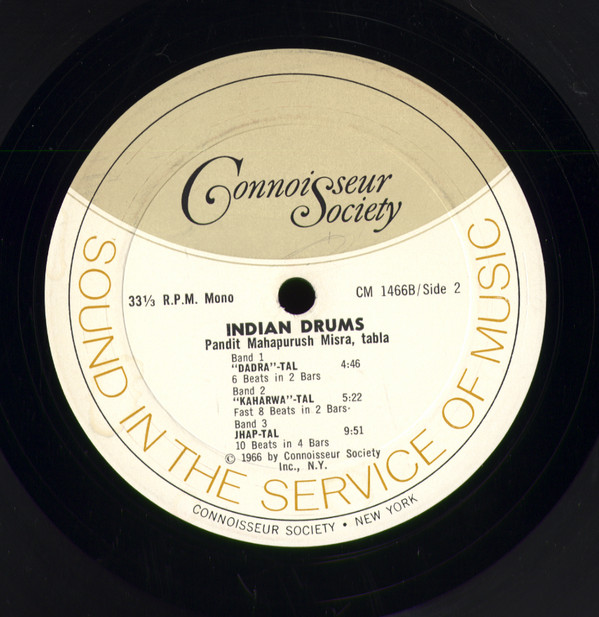 Connoisseur
Society
33⅓ R.P.M. Mono
CM 1466B/Side 2
INDIAN DRUMS
Pandit Mahapurush Misra, tabla
Band 1
"DADRA"-TAL 4:46
6 Beats in 2 Bars
Band 2
"KAHARWA"-TAL 5:22
Fast 8 Beats in 2 Bars
Band 3
JHAP-TAL 9:51
10 Beats in 4 Bars
© 1966 by Connoisseur Society
Inc., N.Y.
SOUND IN THE SERVICE OF MUSIC
CONNOISSEUR SOCIETY • NEW YORK